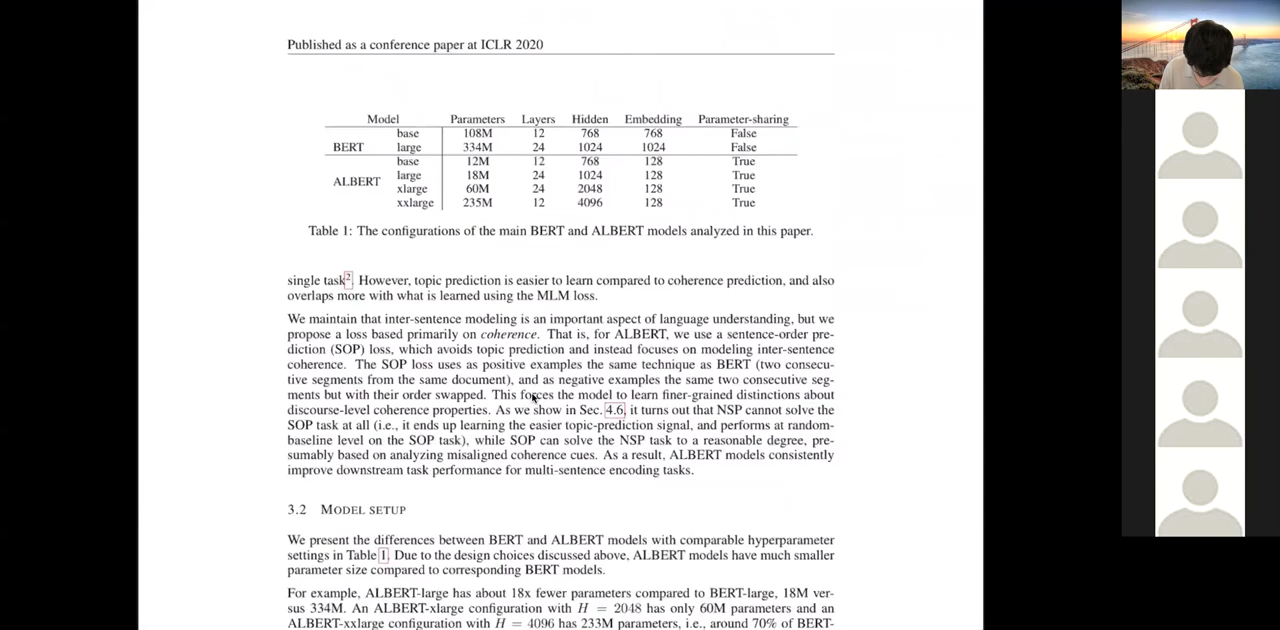 Published as a conference paper at ICLR 2020
Model Parameters Layers Hidden Embedding Parameter-sharing
base 108M 12 768 768 False
BERT large 334M 24 1024 1024 False
base 12M 12 768 128 True
large 18M 24 1024 128 True
ALBERT
xlarge 60M 24 2048 128 True
xxlarge 235M 12 4096 128 True
Table 1: The configurations of the main BERT and ALBERT models analyzed in this paper.
single task2. However, topic prediction is easier to learn compared to coherence prediction, and also
overlaps more with what is learned using the MLM loss.
We maintain that inter-sentence modeling is an important aspect of language understanding, but we
propose a loss based primarily on coherence. That is, for ALBERT, we use a sentence-order pre-
diction (SOP) loss, which avoids topic prediction and instead focuses on modeling inter-sentence
coherence. The SOP loss uses as positive examples the same technique as BERT (two consecu-
tive segments from the same document), and as negative examples the same two consecutive seg-
ments but with their order swapped. This forces the model to learn finer-grained distinctions about
discourse-level coherence properties. As we show in Sec. 4.6, it turns out that NSP cannot solve the
SOP task at all (i.e., it ends up learning the easier topic-prediction signal, and performs at random-
baseline level on the SOP task), while SOP can solve the NSP task to a reasonable degree, pre-
sumably based on analyzing misaligned coherence cues. As a result, ALBERT models consistently
improve downstream task performance for multi-sentence encoding tasks.
3.2 MODEL SETUP
We present the differences between BERT and ALBERT models with comparable hyperparameter
settings in Table 1. Due to the design choices discussed above, ALBERT models have much smaller
parameter size compared to corresponding BERT models.
For example, ALBERT-large has about 18x fewer parameters compared to BERT-large, 18M ver-
sus 334M. An ALBERT-xlarge configuration with H = 2048 has only 60M parameters and an
ALBERT-xxlarge configuration with H = 4096 has 233M parameters, i.e., around 70% of BERT-